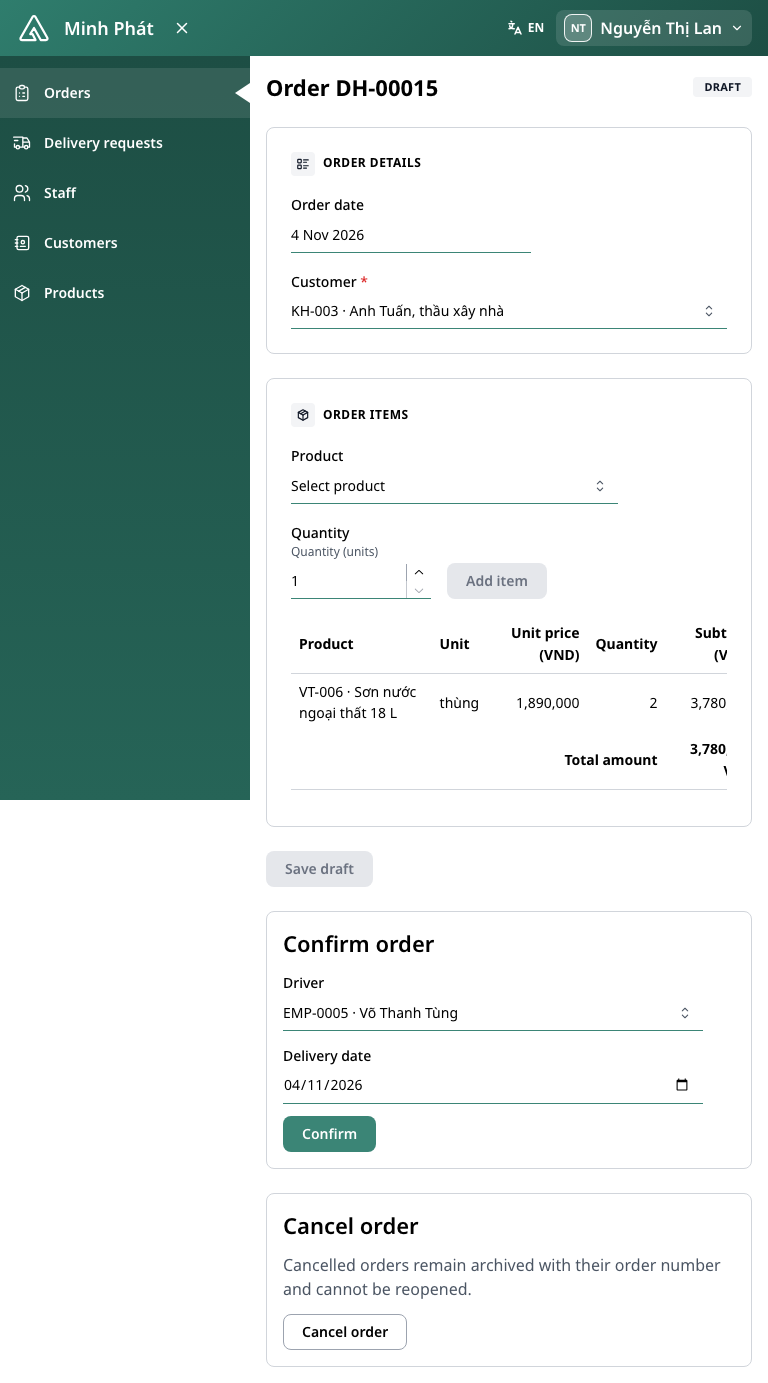 Minh Phát
EN
NT
Nguyễn Thị Lan
Orders
Delivery requests
Staff
Customers
Products
Order DH-00015
DRAFT
ORDER DETAILS
Order date
4 Nov 2026
Customer *
KH-003 · Anh Tuấn, thầu xây nhà
ORDER ITEMS
Product
Select product
Quantity
Quantity (units)
1
Add item
Product Unit Unit price (VND) Quantity
VT-006 · Sơn nước
ngoại thất 18 L
thùng 1,890,000 2 3,780
Total amount 3,780
Save draft
Confirm order
Driver
EMP-0005 · Võ Thanh Tùng
Delivery date
04/11/2026
Confirm
Cancel order
Cancelled orders remain archived with their order number
and cannot be reopened.
Cancel order